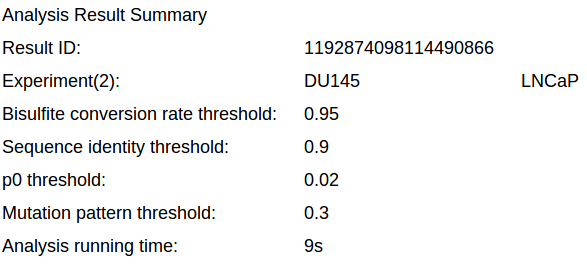 Analysis Result Summary
Result ID: 1192874098114490866
Experiment(2): DU145 LNCaP
Bisulfite conversion rate threshold: 0.95
Sequence identity threshold: 0.9
p0 threshold: 0.02
Mutation pattern threshold: 0.3
Analysis running time: 9s